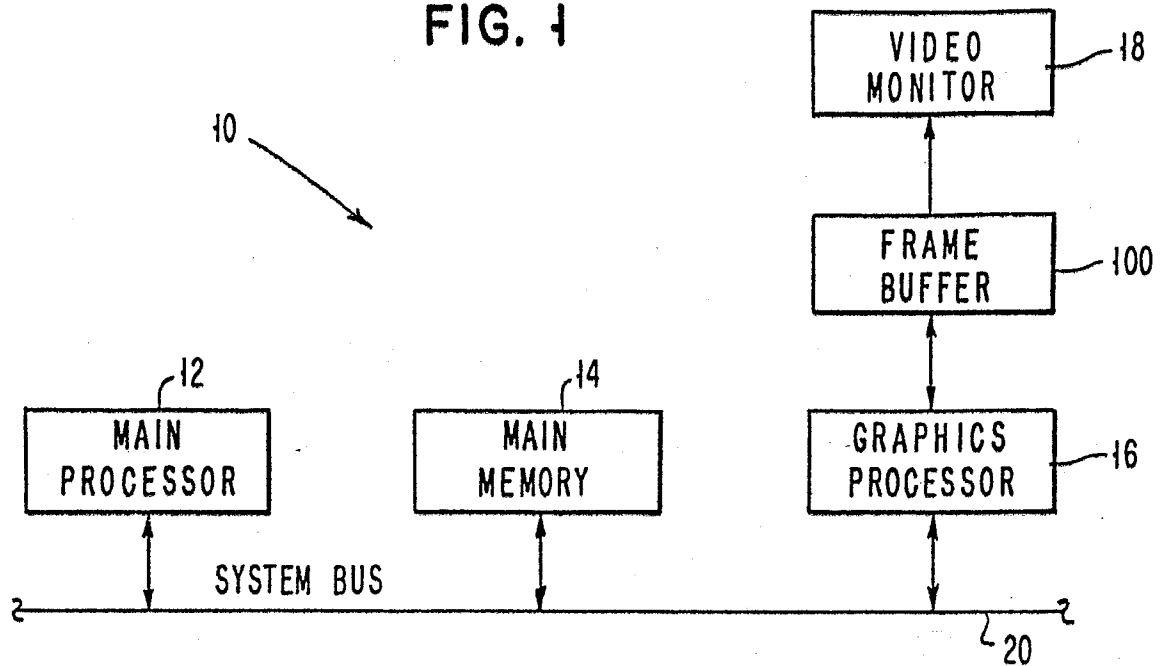 FIG. 1
VIDEO
MONITOR
18
10
FRAME
BUFFER
100
12
14
MAIN
PROCESSOR
MAIN
MEMORY
GRAPHICS
PROCESSOR
16
SYSTEM BUS
20